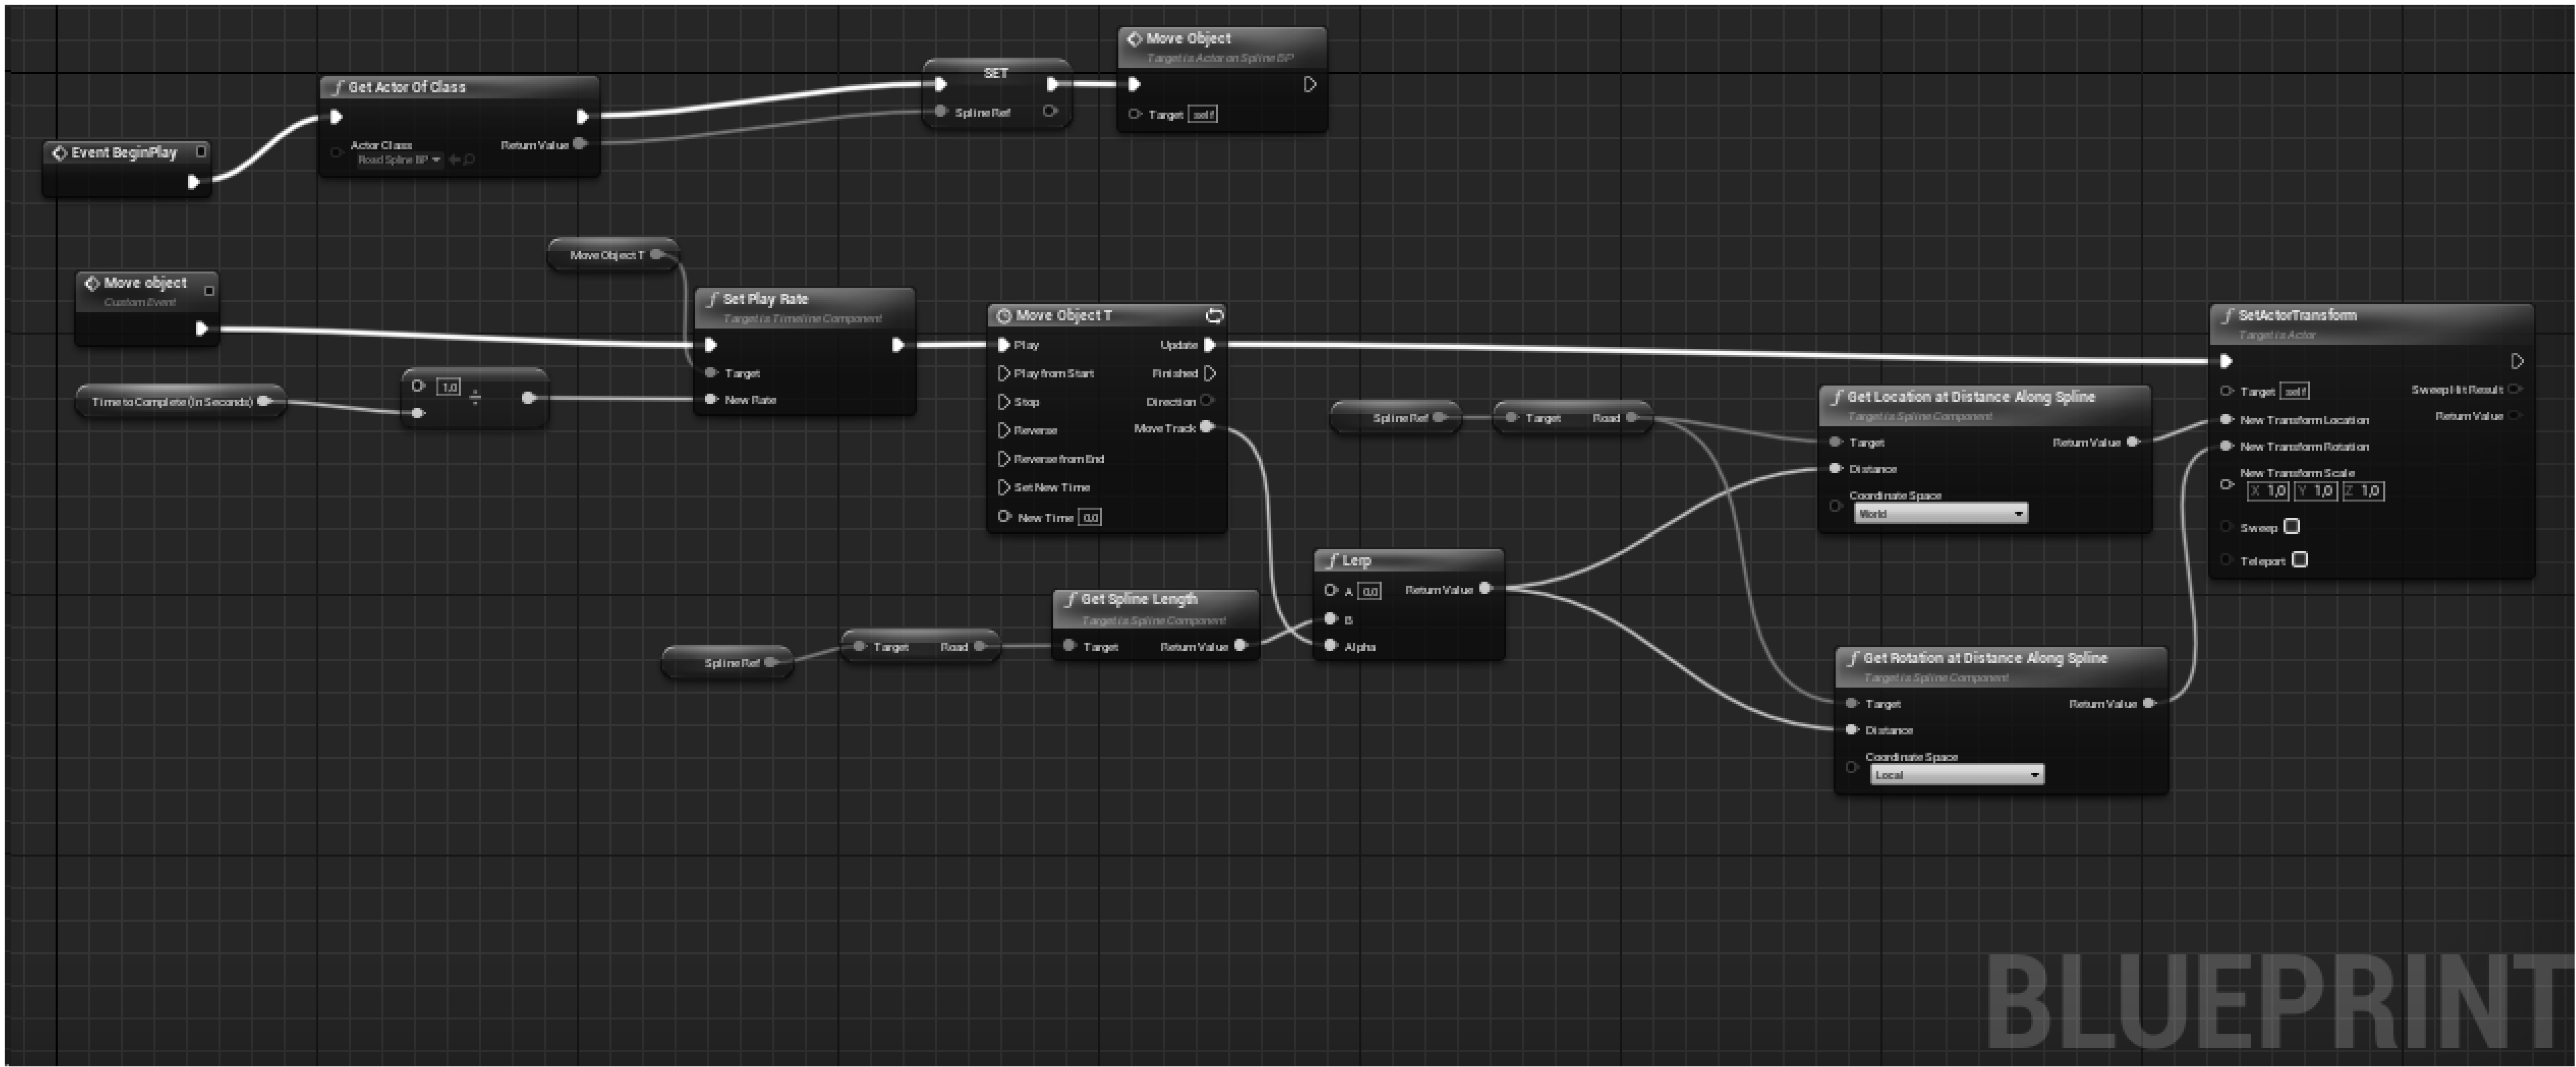 Move Object
Target is Actor on Spline BP
Target self
SET
Spline Ref
Get Actor Of Class
Actor Class
Road Spline BP
Return Value
Event BeginPlay
Move Object T
Move object
Custom Event
Set Play Rate
Target is Timeline Component
Target
New Rate
Time to Complete (In Seconds)
1,0
÷
Move Object T
Play Update
Play from Start Finished
Stop Direction
Reverse Move Track
Reverse from End
Set New Time
New Time 0,0
Spline Ref
Target Road
Get Location at Distance Along Spline
Target is Spline Component
Target Return Value
Distance
Coordinate Space
World
SetActorTransform
Target is Actor
Target self Sweep Hit Result
New Transform Location Return Value
New Transform Rotation
New Transform Scale
X 1,0 Y 1,0 Z 1,0
Sweep
Teleport
Spline Ref
Target Road
Get Spline Length
Target is Spline Component
Target Return Value
Lerp
A 0,0 Return Value
B
Alpha
Get Rotation at Distance Along Spline
Target is Spline Component
Target Return Value
Distance
Coordinate Space
Local
BLUEPRINT